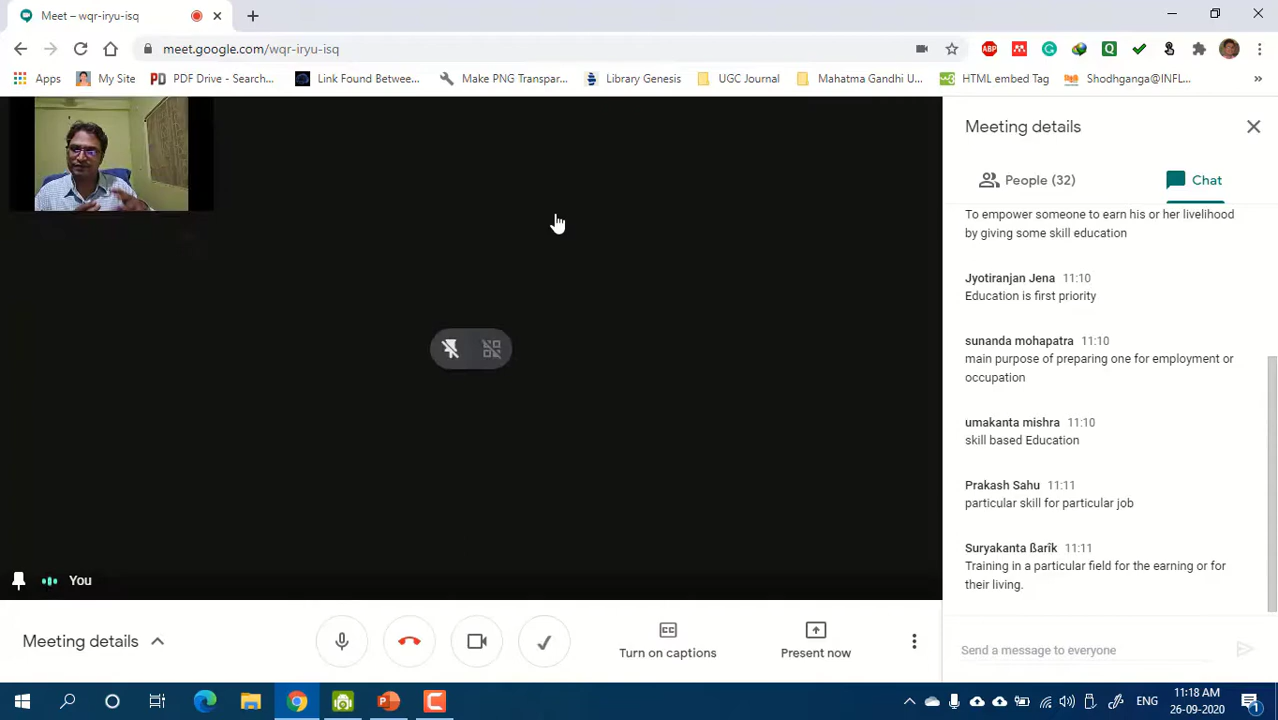 Meet – wqr-iryu-isq
meet.google.com/wqr-iryu-isq
ABP
Apps
My Site
PDF Drive - Search...
Link Found Betwee...
Make PNG Transpar...
Library Genesis
UGC Journal
Mahatma Gandhi U...
HTML embed Tag
Shodhganga@INFL...
»
Meeting details
People (32)
Chat
To empower someone to earn his or her livelihood
by giving some skill education
Jyotiranjan Jena 11:10
Education is first priority
sunanda mohapatra 11:10
main purpose of preparing one for employment or
occupation
umakanta mishra 11:10
skill based Education
Prakash Sahu 11:11
particular skill for particular job
Suryakanta ßarîk 11:11
Training in a particular field for the earning or for
their living.
You
Meeting details
Turn on captions
Present now
Send a message to everyone
ENG
11:18 AM
26-09-2020